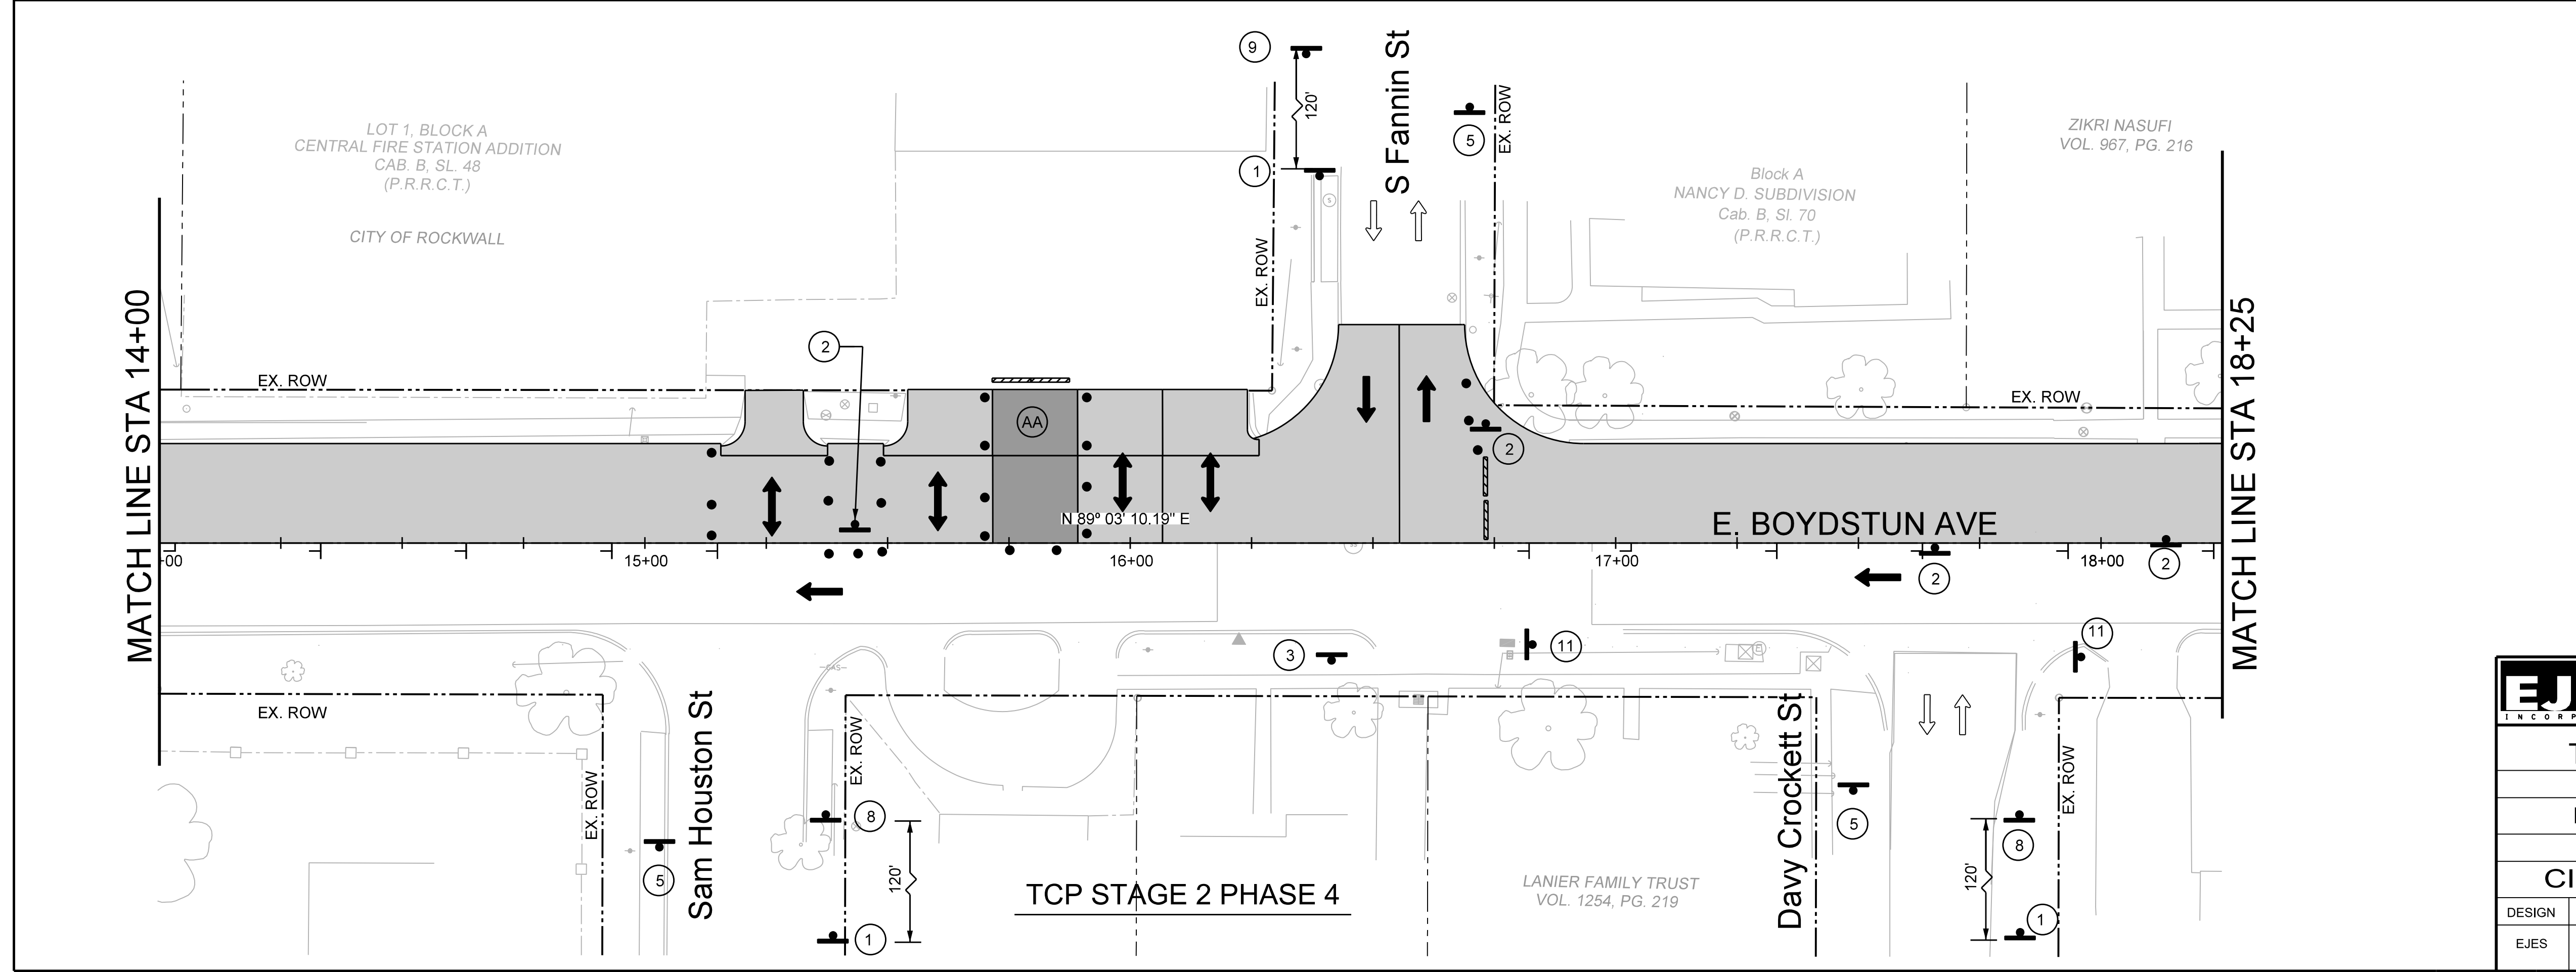 9
120'
1
S Fannin St
5
EX. ROW
EX. ROW
S
LOT 1, BLOCK A
CENTRAL FIRE STATION ADDITION
CAB. B, SL. 48
(P.R.R.C.T.)
CITY OF ROCKWALL
Block A
NANCY D. SUBDIVISION
Cab. B, Sl. 70
(P.R.R.C.T.)
ZIKRI NASUFI
VOL. 967, PG. 216
MATCH LINE STA 14+00
MATCH LINE STA 18+25
EX. ROW
2
AA
EX. ROW
2
N 89° 03' 10.19" E
E. BOYDSTUN AVE
+00
15+00
16+00
17+00
18+00
2
2
3
11
11
GAS
E
EX. ROW
EX. ROW
Sam Houston St
EX. ROW
5
8
120'
1
TCP STAGE 2 PHASE 4
LANIER FAMILY TRUST
VOL. 1254, PG. 219
Davy Crockett St
5
EX. ROW
8
120'
1
EJ
INCORP
CI
DESIGN
EJES